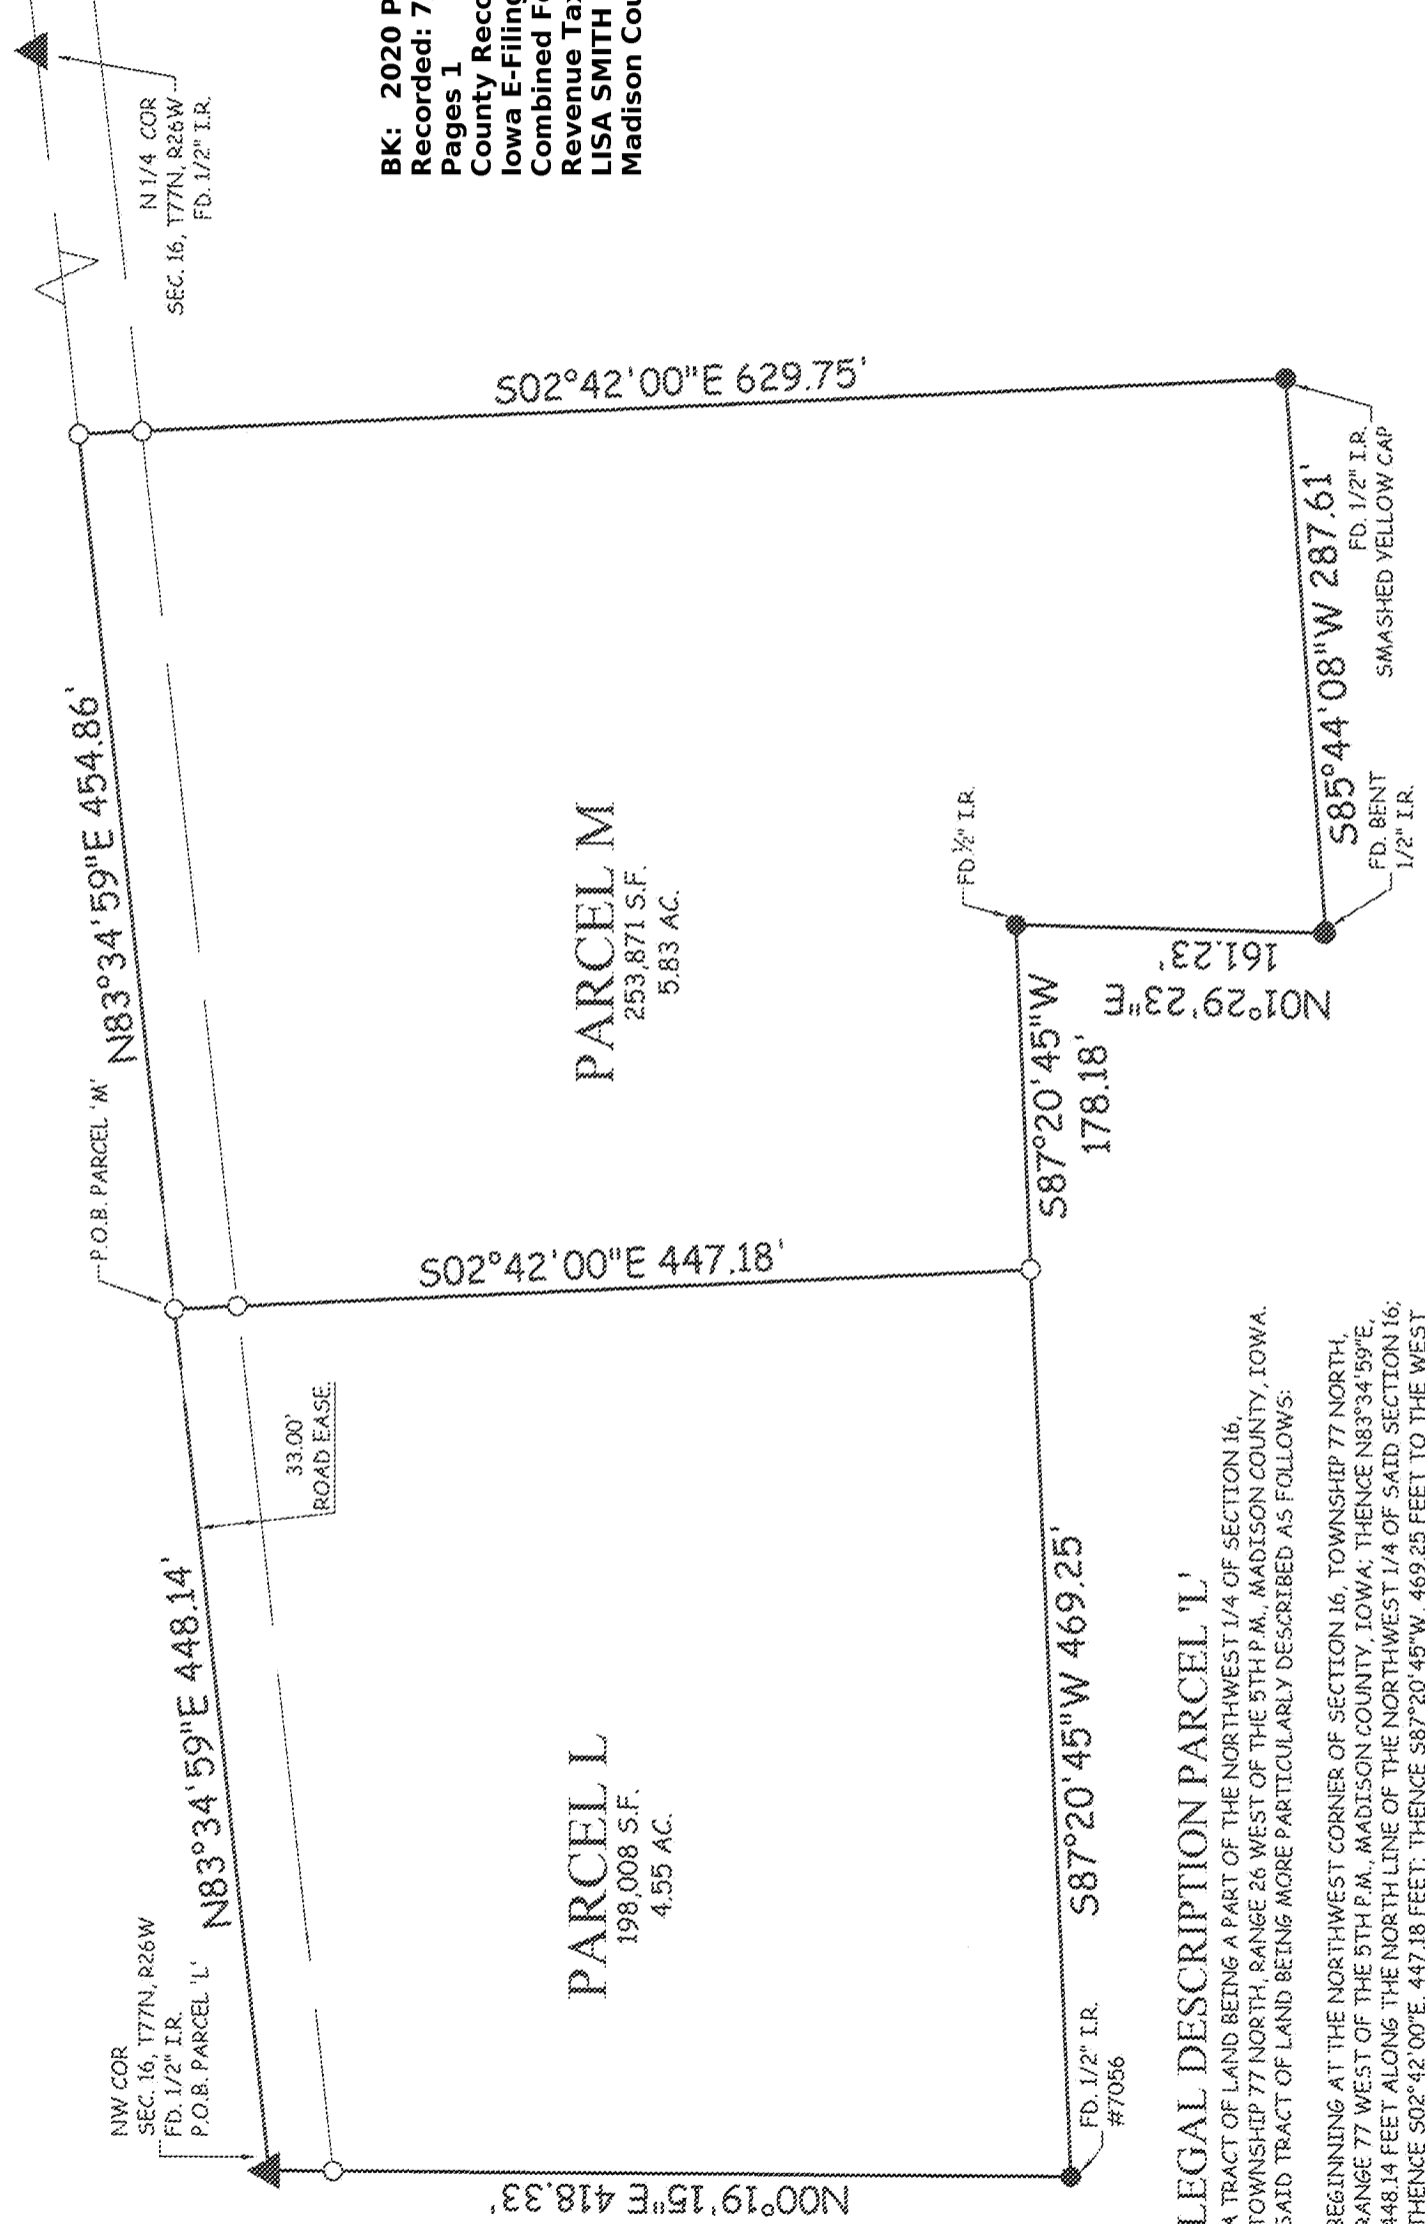 N 1/4 COR
SEC. 16, T77N, R26W
FD. 1/2" I.R.
BK: 2020 P
Recorded: 7
Pages 1
County Reco
Iowa E-Filing
Combined F
Revenue Tax
LISA SMITH
Madison Cou
S02°42'00"E 629.75'
N83°34'59"E 454.86'
P.O.B. PARCEL 'M'
PARCEL M
253,871 S.F.
5.83 AC.
FD. 1/2" I.R.
SMASHED YELLOW CAP
S85°44'08"W 287.61'
FD. BENT
1/2" I.R.
FD.½" I.R.
N01°29'23"E
161.23'
S87°20'45"W
178.18'
S02°42'00"E 447.18'
33.00'
ROAD EASE.
N83°34'59"E 448.14'
NW COR
SEC. 16, T77N, R26W
FD. 1/2" I.R.
P.O.B. PARCEL 'L'
PARCEL L
198,008 S.F.
4.55 AC.
S87°20'45"W 469.25'
FD. 1/2" I.R.
#7056
N00°19'15"E 418.33'
LEGAL DESCRIPTION PARCEL 'L'
A TRACT OF LAND BEING A PART OF THE NORTHWEST 1/4 OF SECTION 16,
TOWNSHIP 77 NORTH, RANGE 26 WEST OF THE 5TH P.M., MADISON COUNTY, IOWA.
SAID TRACT OF LAND BEING MORE PARTICULARLY DESCRIBED AS FOLLOWS:
BEGINNING AT THE NORTHWEST CORNER OF SECTION 16, TOWNSHIP 77 NORTH,
RANGE 77 WEST OF THE 5TH P.M., MADISON COUNTY, IOWA; THENCE N83°34'59"E,
448.14 FEET ALONG THE NORTH LINE OF THE NORTHWEST 1/4 OF SAID SECTION 16;
THENCE S02°42'00"E, 447.18 FEET; THENCE S87°20'45"W, 469.25 FEET TO THE WEST